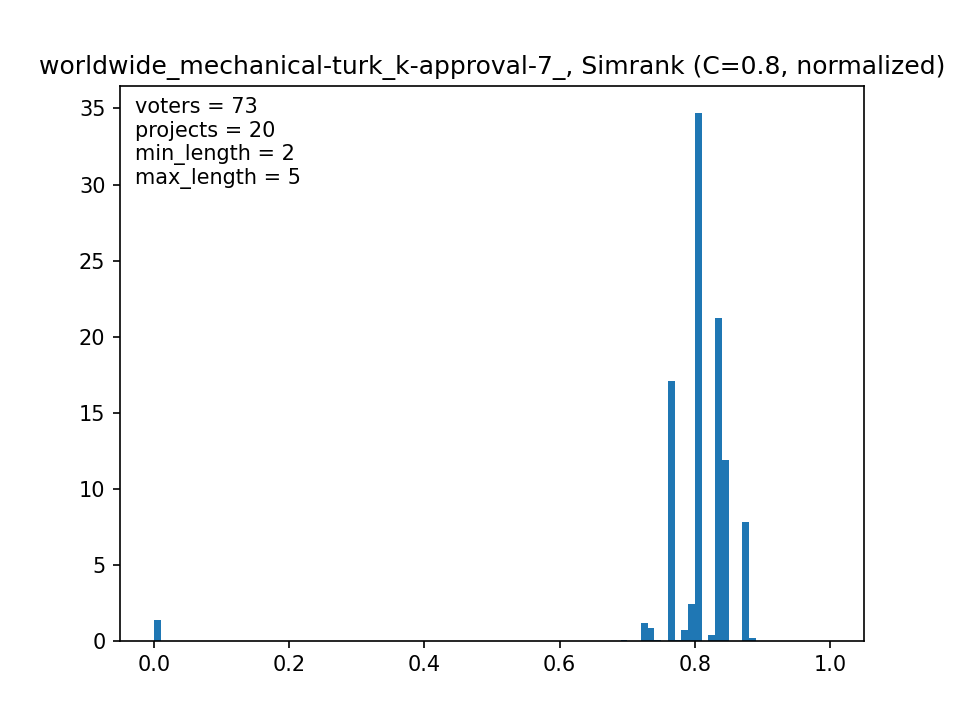 worldwide_mechanical-turk_k-approval-7_, Simrank (C=0.8, normalized)
voters = 73
projects = 20
min_length = 2
max_length = 5
35
30
25
20
15
10
5
0
0.0 0.2 0.4 0.6 0.8 1.0